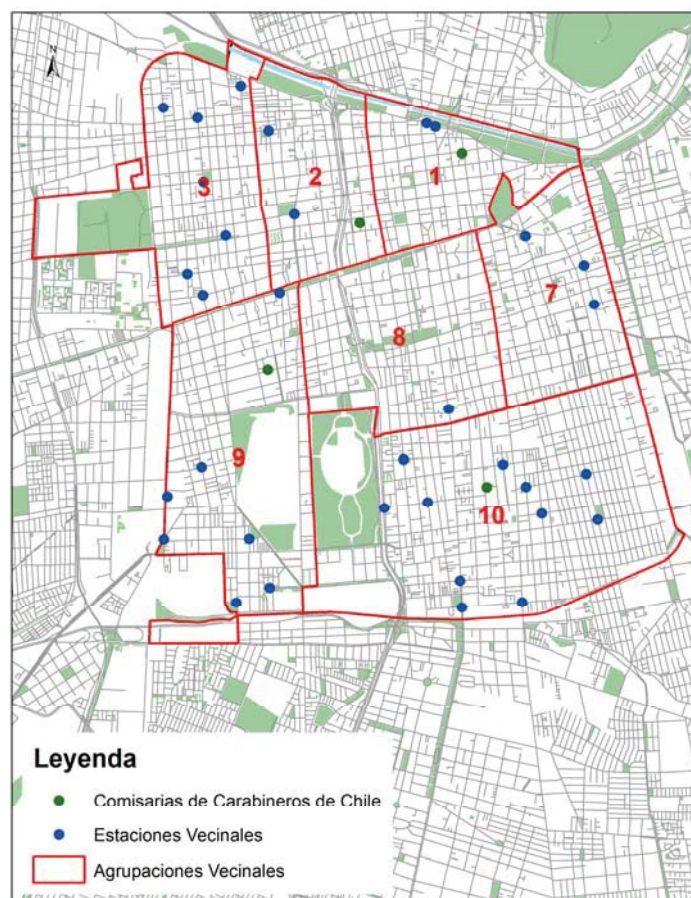 N
3
2
1
7
8
9
10
Leyenda
Comisarias de Carabineros de Chile
Estaciones Vecinales
Agrupaciones Vecinales